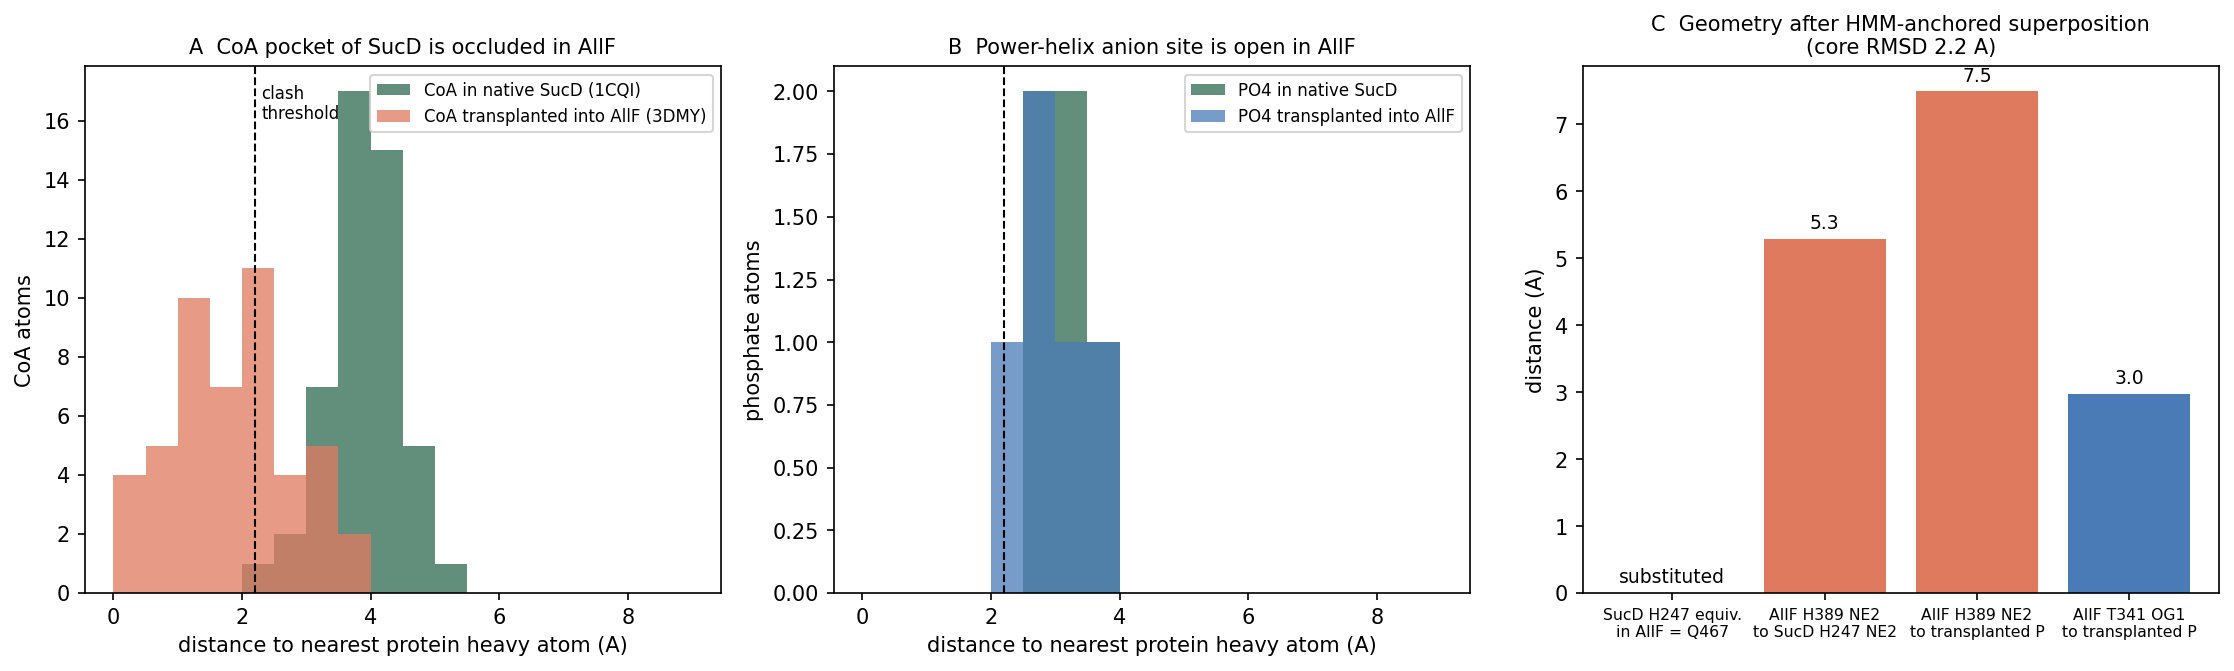 A  CoA pocket of SucD is occluded in AllF
clash
threshold
CoA in native SucD (1CQI)
CoA transplanted into AllF (3DMY)
CoA atoms
16
14
12
10
8
6
4
2
0
0 2 4 6 8
distance to nearest protein heavy atom (A)
B  Power-helix anion site is open in AllF
PO4 in native SucD
PO4 transplanted into AllF
phosphate atoms
2.00
1.75
1.50
1.25
1.00
0.75
0.50
0.25
0.00
0 2 4 6 8
distance to nearest protein heavy atom (A)
C  Geometry after HMM-anchored superposition
(core RMSD 2.2 A)
distance (A)
7
6
5
4
3
2
1
0
substituted
5.3
7.5
3.0
SucD H247 equiv.
in AllF = Q467
AllF H389 NE2
to SucD H247 NE2
AllF H389 NE2
to transplanted P
AllF T341 OG1
to transplanted P